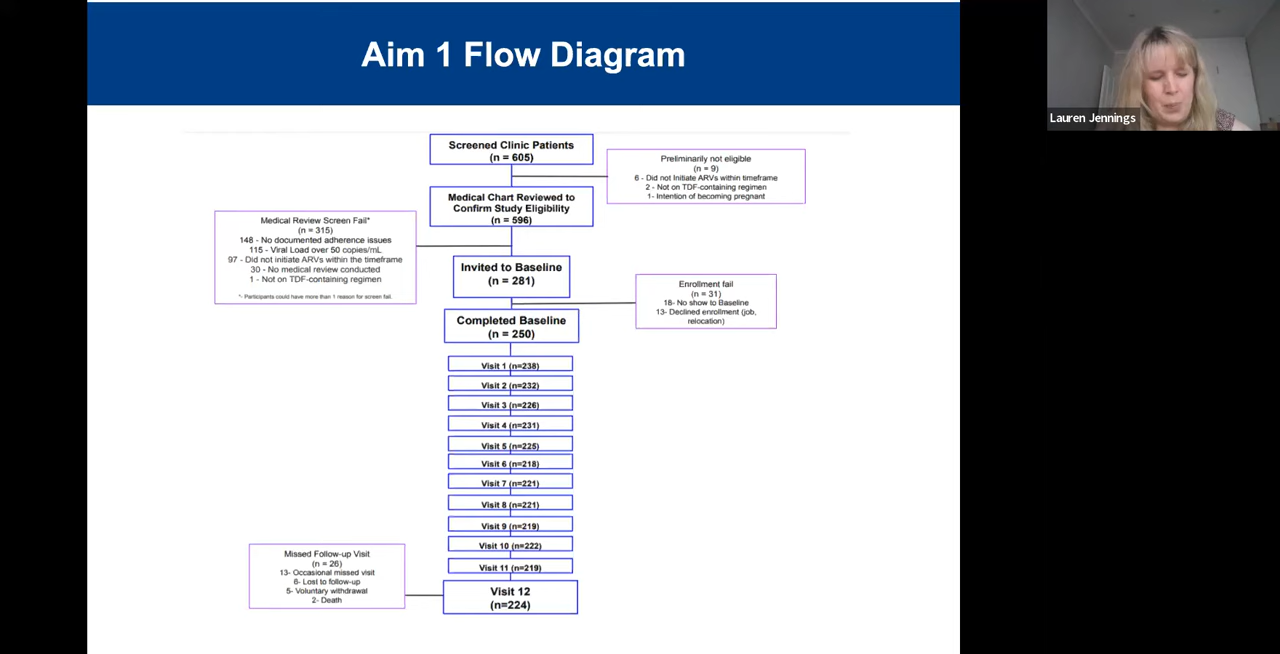 Aim 1 Flow Diagram
Lauren Jennings
Screened Clinic Patients
(n = 605)
Preliminarily not eligible
(n = 9)
6 - Did not Initiate ARVs within timeframe
2 - Not on TDF-containing regimen
1- Intention of becoming pregnant
Medical Chart Reviewed to
Confirm Study Eligibility
(n = 596)
Medical Review Screen Fail*
(n = 315)
148 - No documented adherence issues
115 - Viral Load over 50 copies/mL
97 - Did not initiate ARVs within the timeframe
30 - No medical review conducted
1 - Not on TDF-containing regimen
*- Participants could have more than 1 reason for screen fail.
Invited to Baseline
(n = 281)
Enrollment fail
(n = 31)
18- No show to Baseline
13- Declined enrollment (job,
relocation)
Completed Baseline
(n = 250)
Visit 1 (n=238)
Visit 2 (n=232)
Visit 3 (n=226)
Visit 4 (n=231)
Visit 5 (n=225)
Visit 6 (n=218)
Visit 7 (n=221)
Visit 8 (n=221)
Visit 9 (n=219)
Visit 10 (n=222)
Visit 11 (n=219)
Missed Follow-up Visit
(n = 26)
13- Occasional missed visit
6- Lost to follow-up
5- Voluntary withdrawal
2- Death
Visit 12
(n=224)